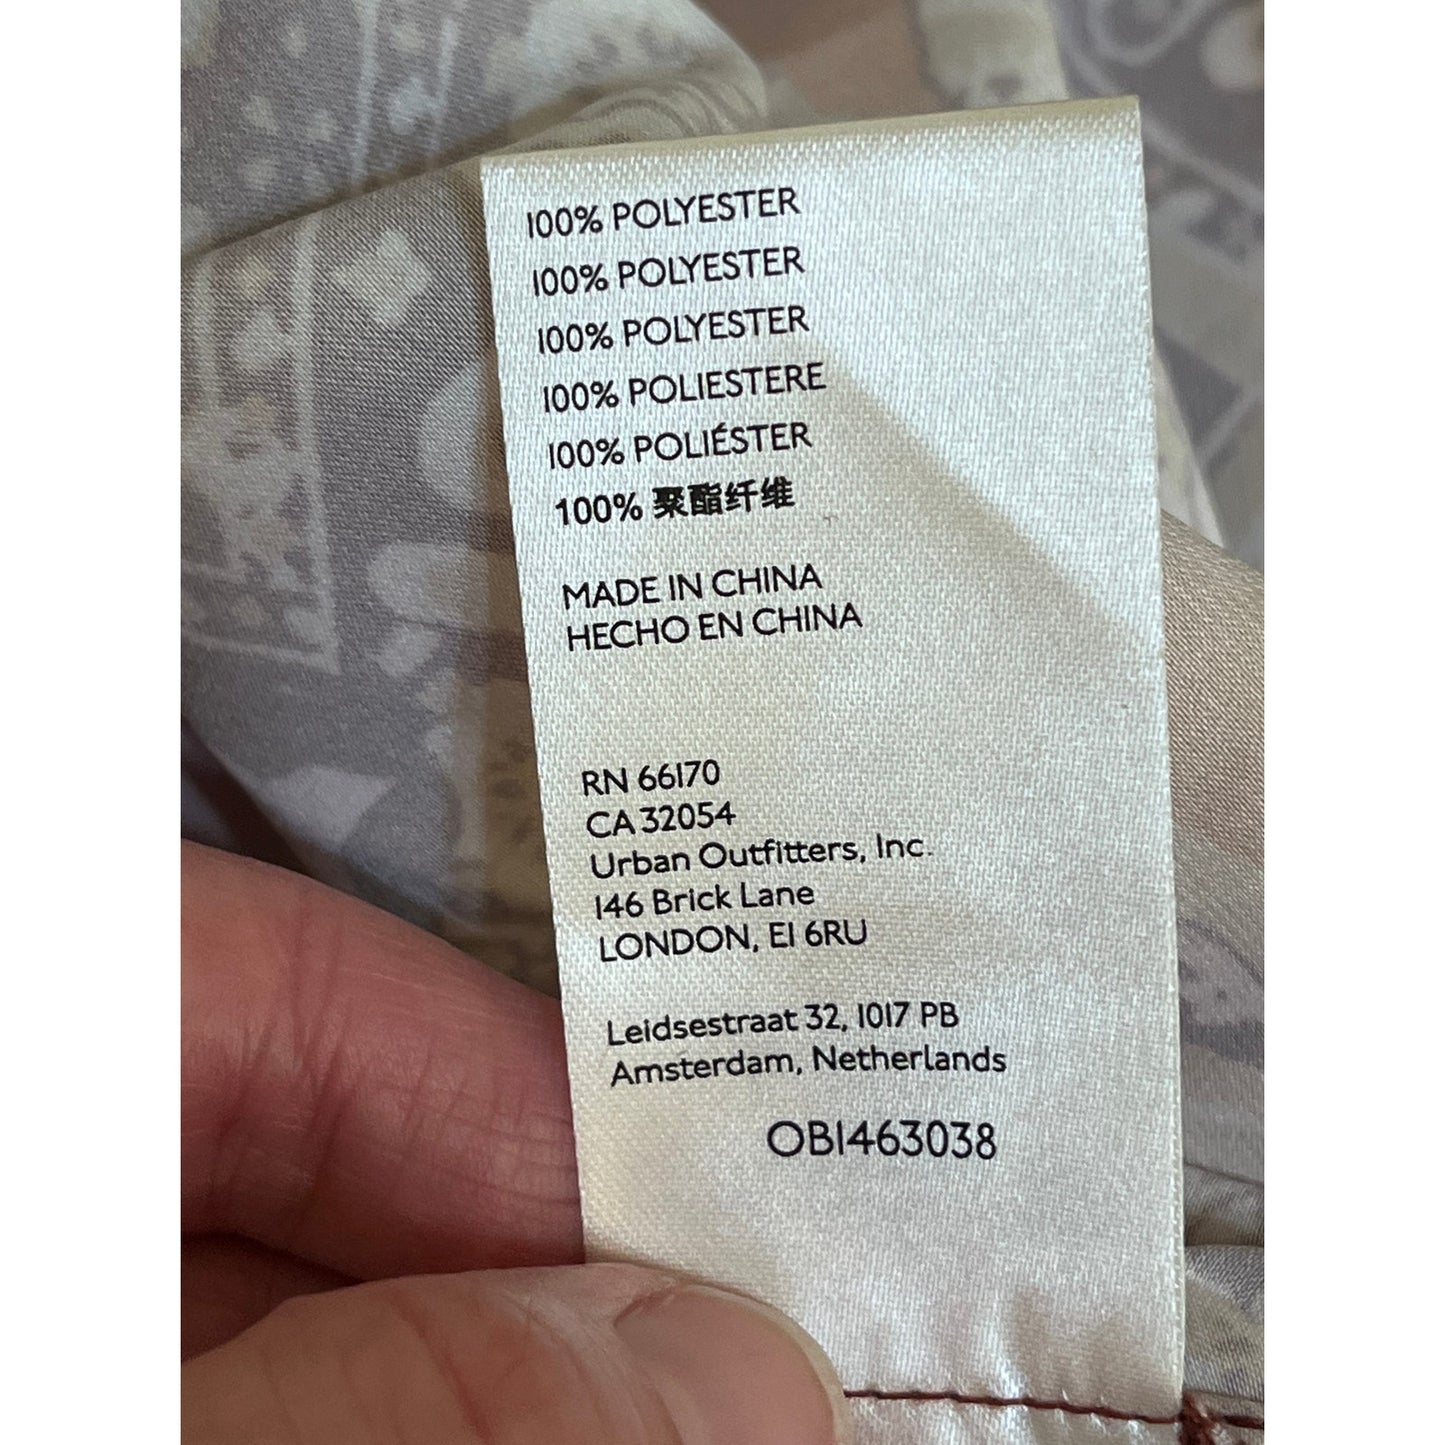 100% POLYESTER
100% POLYESTER
100% POLYESTER
100% POLIESTERE
100% POLIÉSTER
100% 聚酯纤维
MADE IN CHINA
HECHO EN CHINA
RN 66170
CA 32054
Urban Outfitters, Inc.
146 Brick Lane
LONDON, E1 6RU
Leidsestraat 32, 1017 PB
Amsterdam, Netherlands
OB1463038